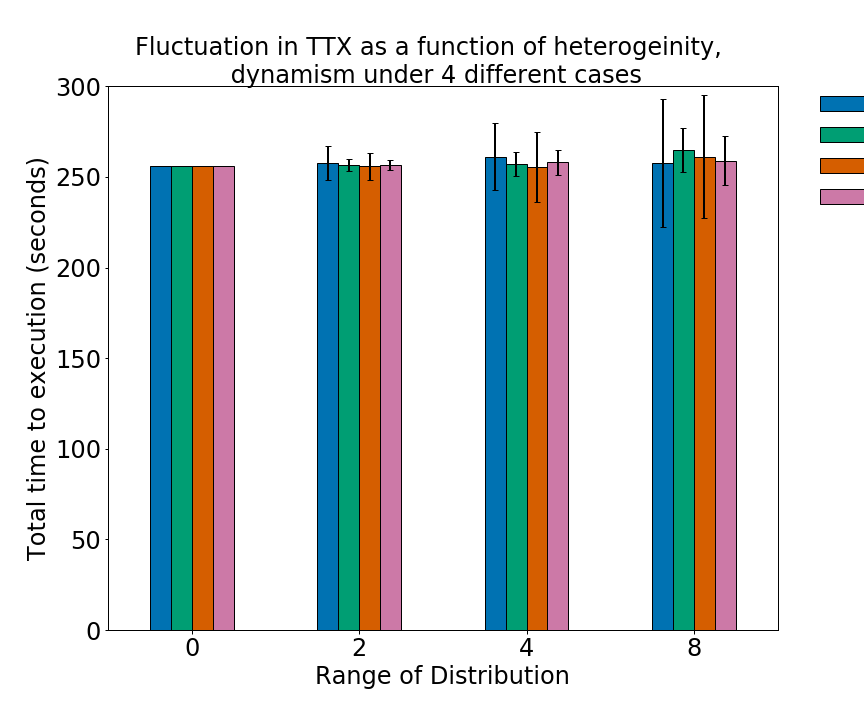 Fluctuation in TTX as a function of heterogeinity,
dynamism under 4 different cases
300
250
200
150
100
50
0
Total time to execution (seconds)
0 2 4 8
Range of Distribution